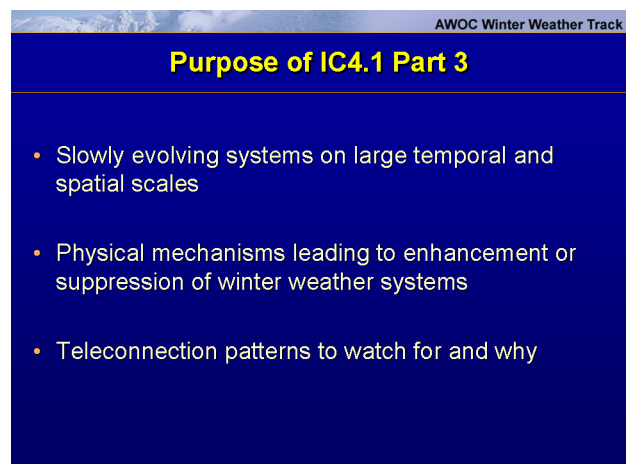 AWOC Winter Weather Track
Purpose of IC4.1 Part 3
• Slowly evolving systems on large temporal and
spatial scales
• Physical mechanisms leading to enhancement or
suppression of winter weather systems
• Teleconnection patterns to watch for and why